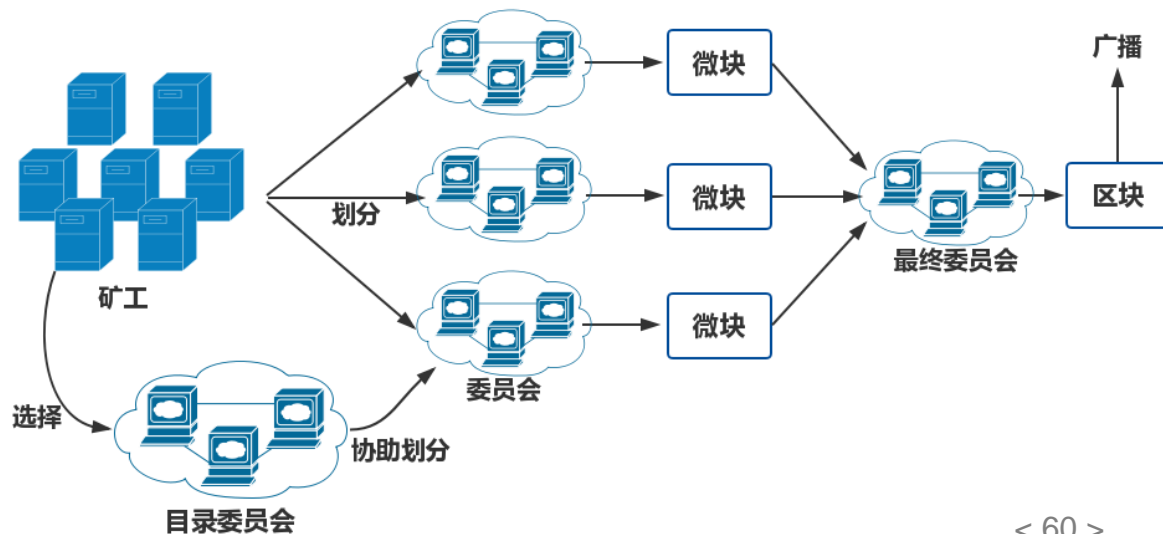 广播
微块
微块
区块
划分
最终委员会
矿工
微块
委员会
选择
协助划分
目录委员会
< 60 >